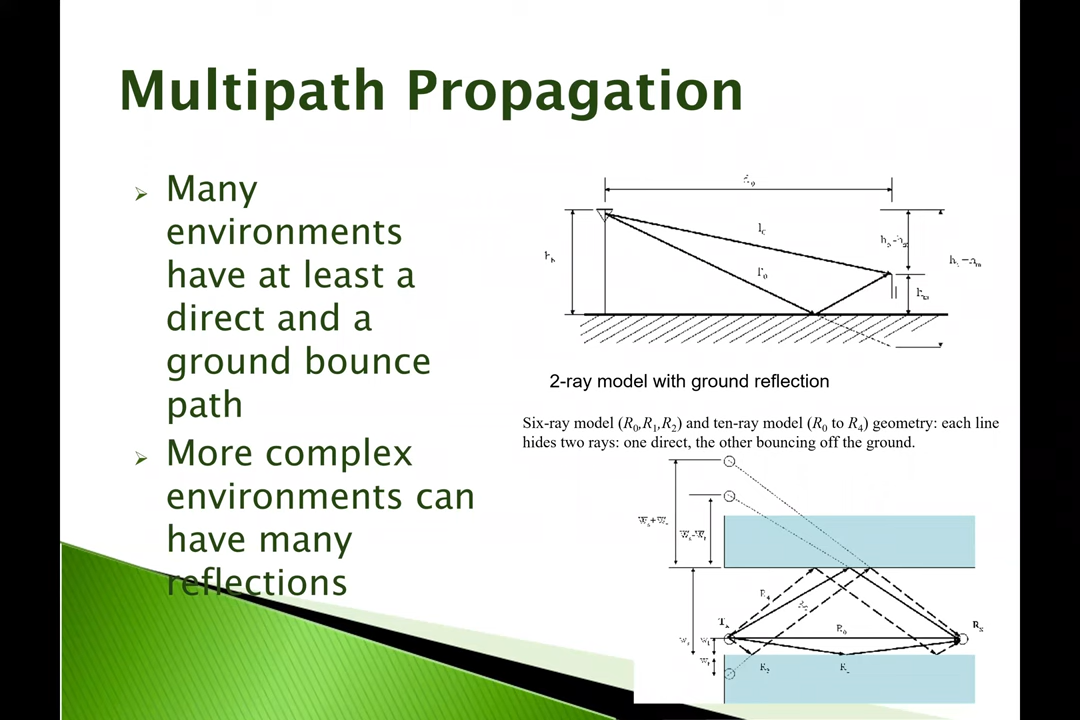 Multipath Propagation
Many
environments
have at least a
direct and a
ground bounce
path
More complex
environments can
have many
reflections
2-ray model with ground reflection
Six-ray model (R0,R1,R2) and ten-ray model (R0 to R4) geometry: each line
hides two rays: one direct, the other bouncing off the ground.
R4
R0